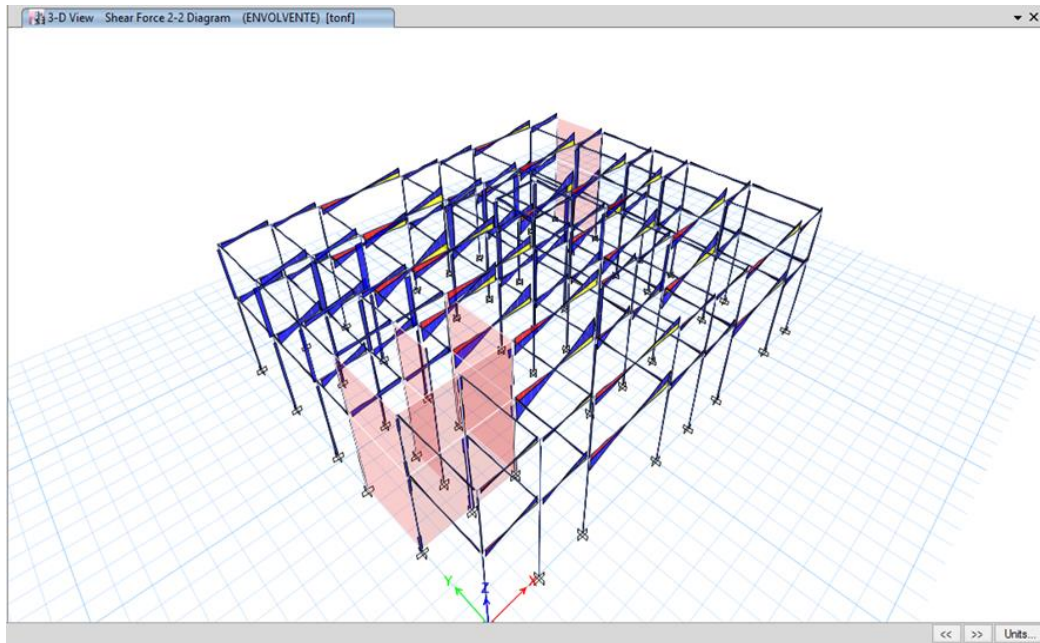 3-D View Shear Force 2-2 Diagram (ENVOLVENTE) [tonf]
Y
Z
X
<< >> Units...